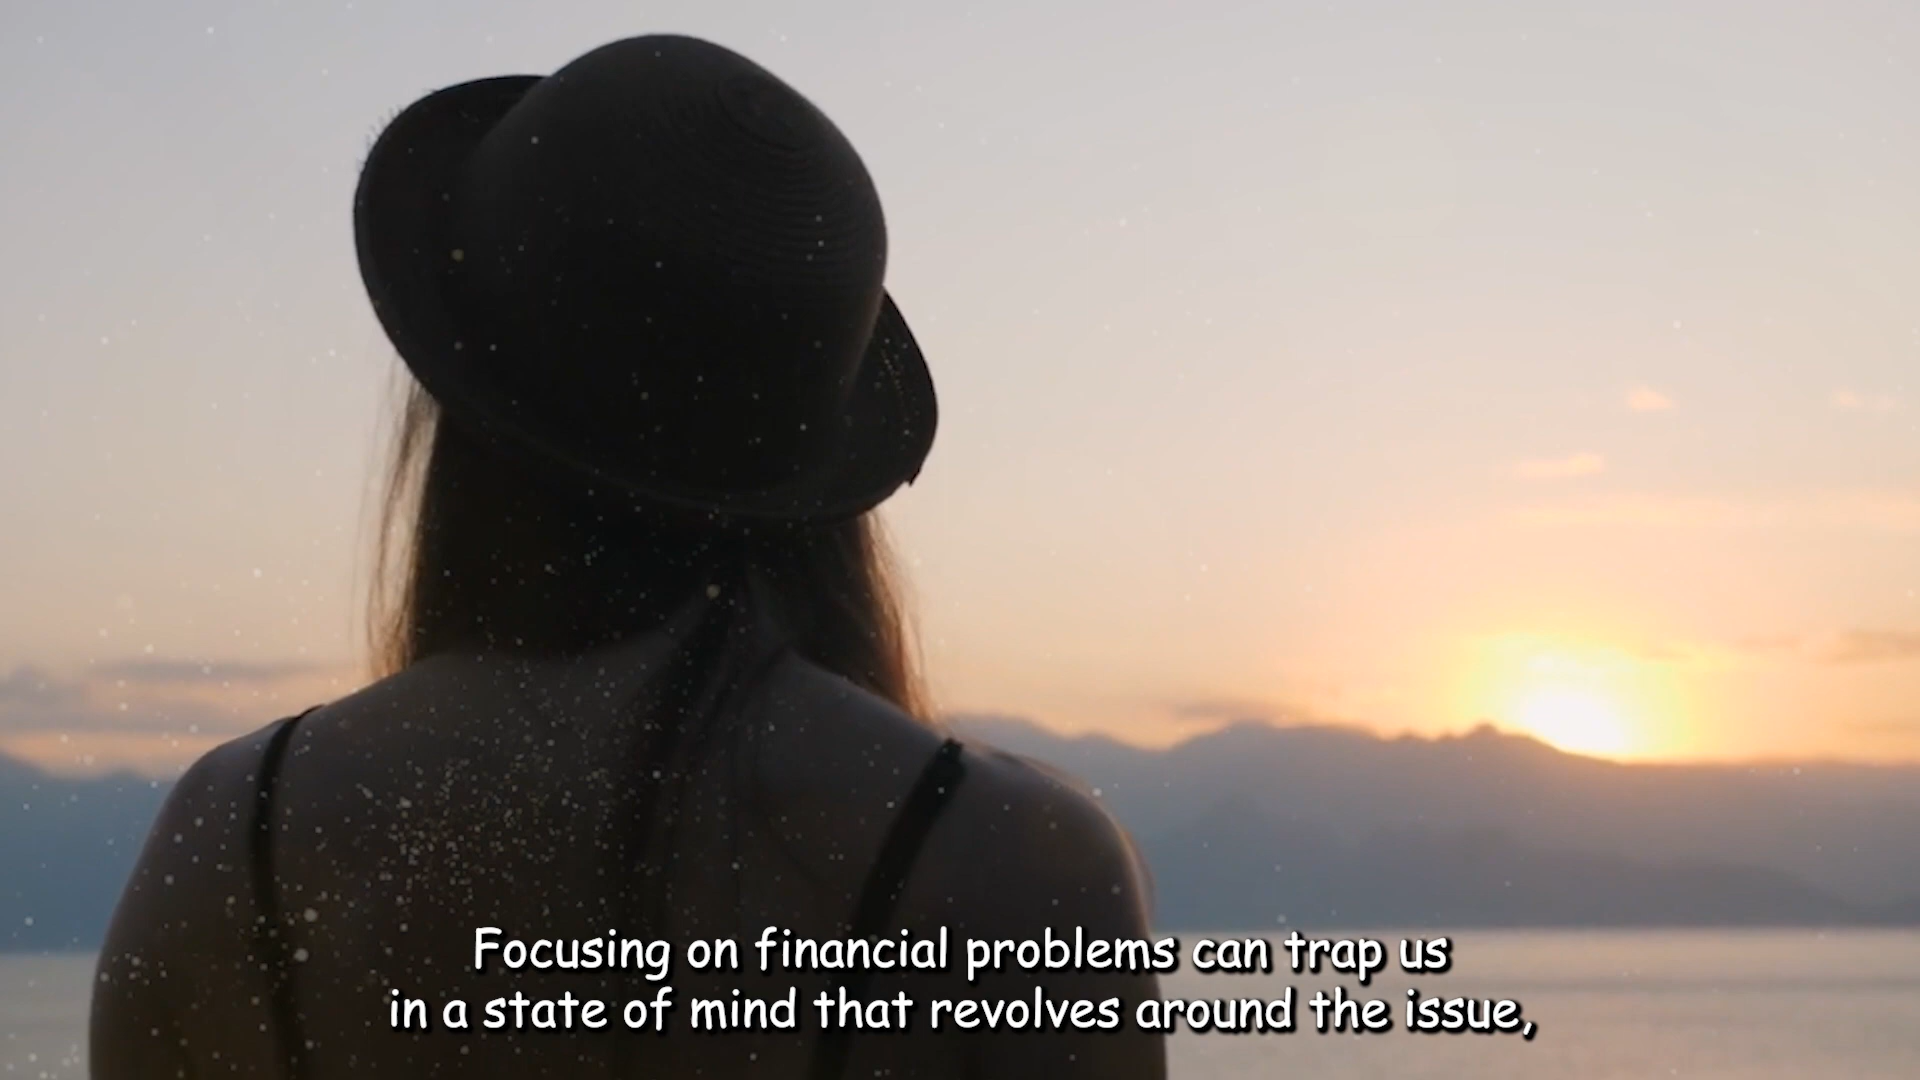 Focusing on financial problems can trap us
in a state of mind that revolves around the issue,